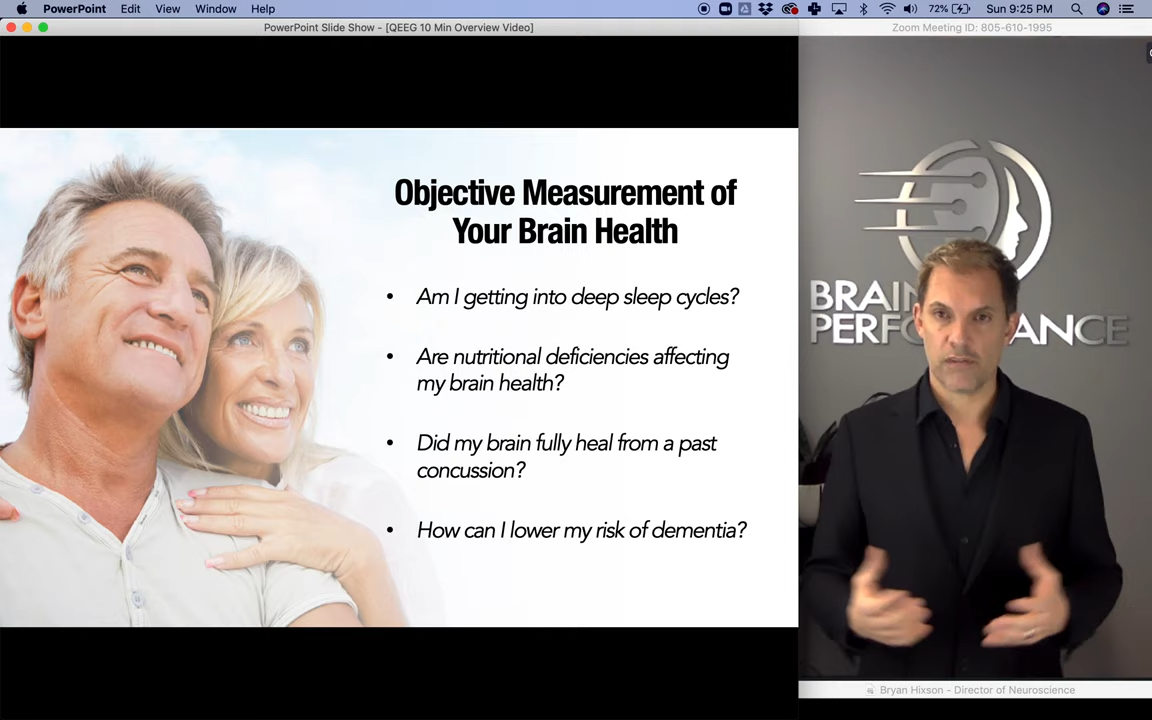 PowerPoint Edit View Window Help 72% Sun 9:25 PM
PowerPoint Slide Show - [QEEG 10 Min Overview Video]
Zoom Meeting ID: 805-610-1995
Objective Measurement of
Your Brain Health
• Am I getting into deep sleep cycles?
• Are nutritional deficiencies affecting
my brain health?
• Did my brain fully heal from a past
concussion?
• How can I lower my risk of dementia?
BRAIN
PERFORMANCE
Bryan Hixson - Director of Neuroscience